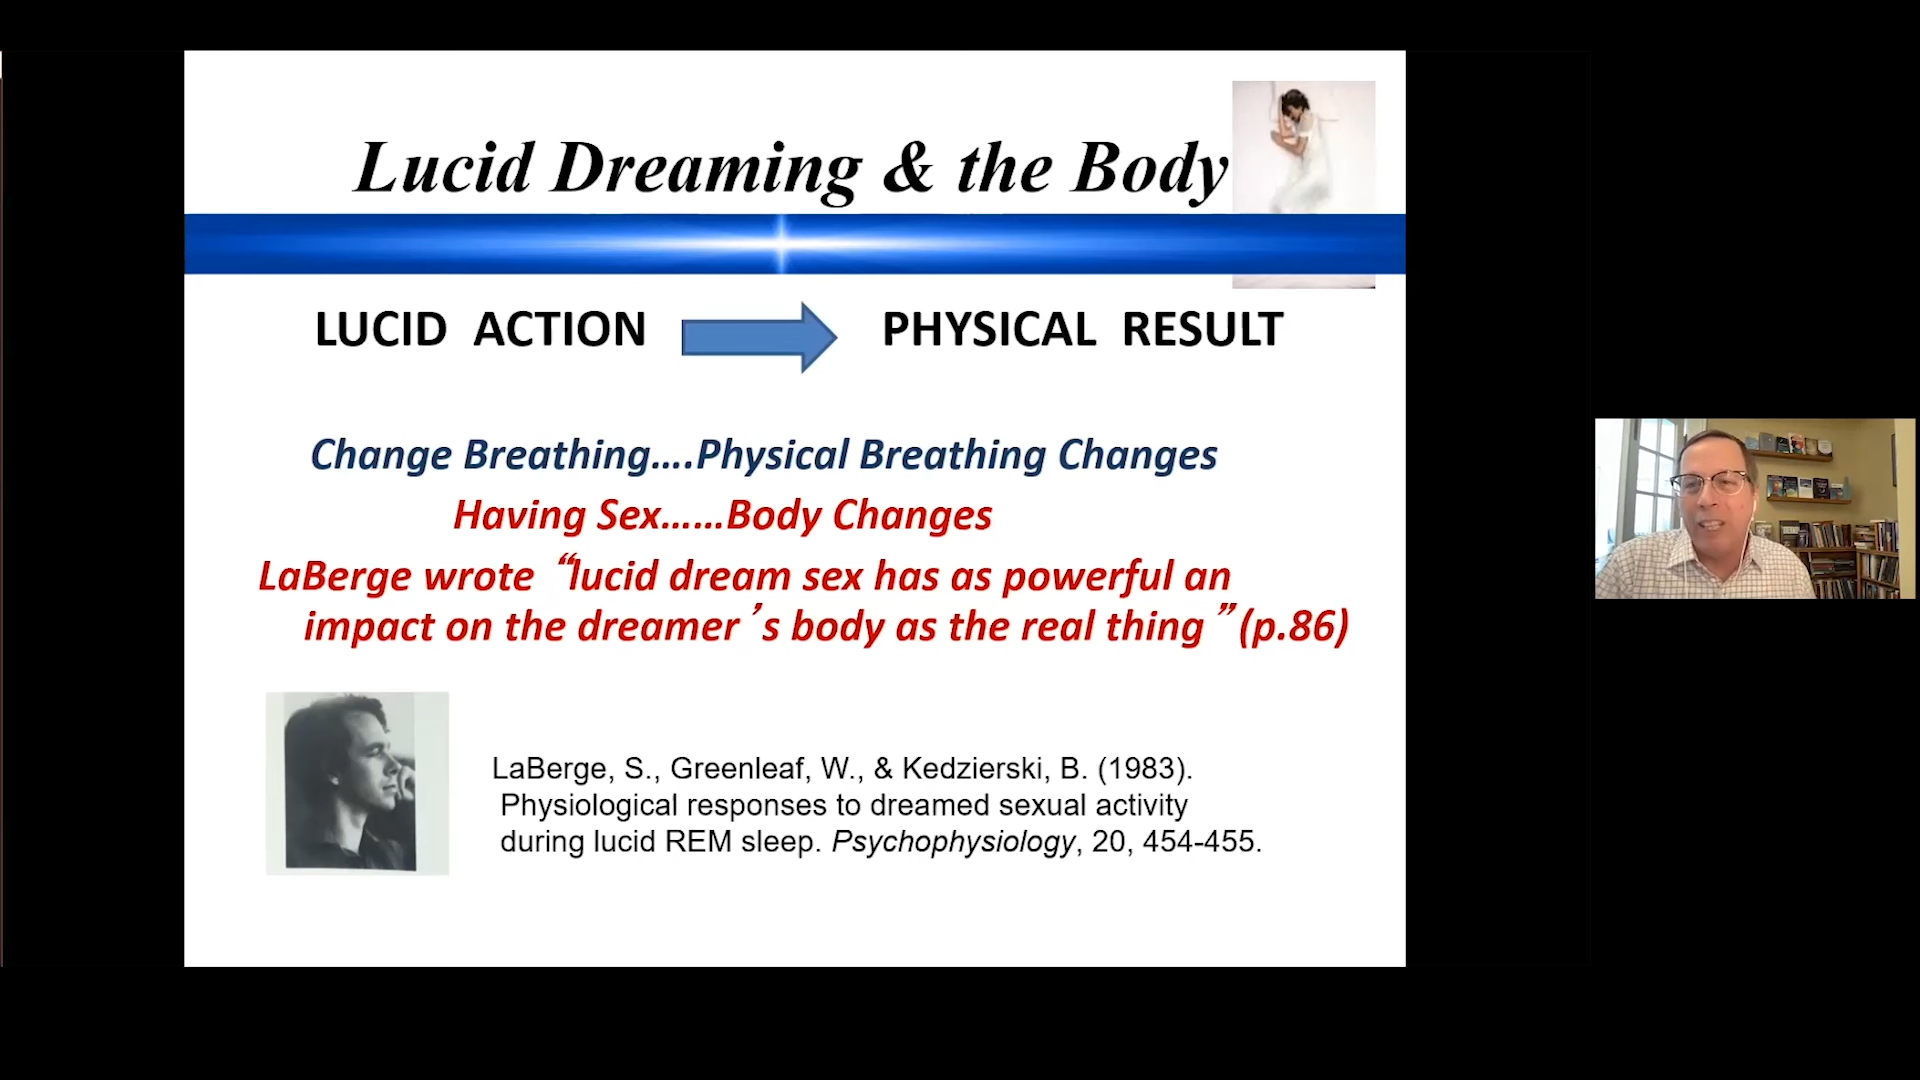 Lucid Dreaming & the Body
LUCID ACTION PHYSICAL RESULT
Change Breathing....Physical Breathing Changes
Having Sex......Body Changes
LaBerge wrote “lucid dream sex has as powerful an
impact on the dreamer’s body as the real thing” (p.86)
LaBerge, S., Greenleaf, W., & Kedzierski, B. (1983).
Physiological responses to dreamed sexual activity
during lucid REM sleep. Psychophysiology, 20, 454-455.